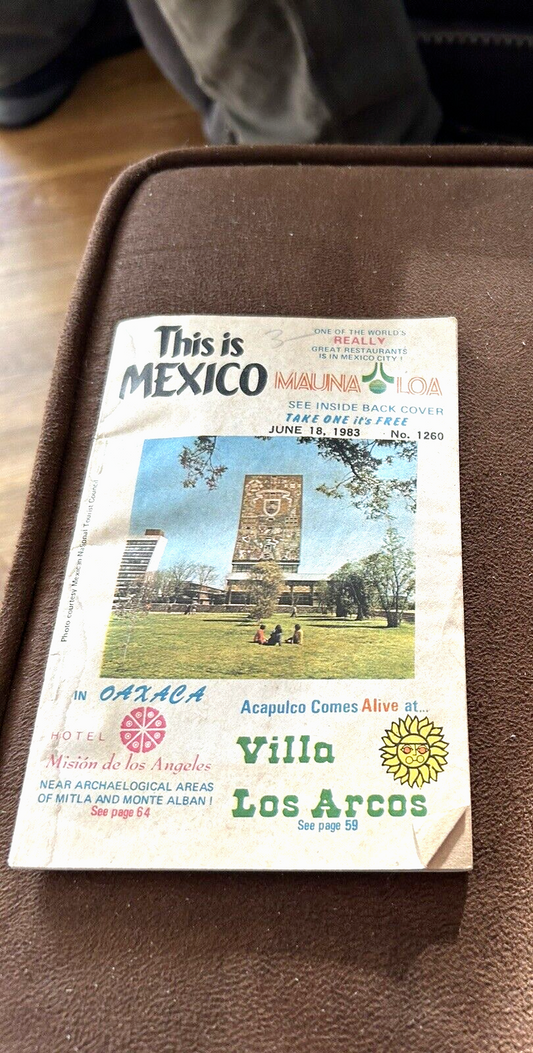 This is
MEXICO
3
ONE OF THE WORLD'S
REALLY
GREAT RESTAURANTS
IS IN MEXICO CITY!
MAUNA LOA
SEE INSIDE BACK COVER
TAKE ONE it's FREE
JUNE 18, 1983 No. 1260
Photo courtesy Mexican National Tourist Council
IN OAXACA
HOTEL
Misión de los Angeles
NEAR ARCHAELOGICAL AREAS
OF MITLA AND MONTE ALBAN!
See page 64
Acapulco Comes Alive at...
Villa
Los Arcos
See page 59